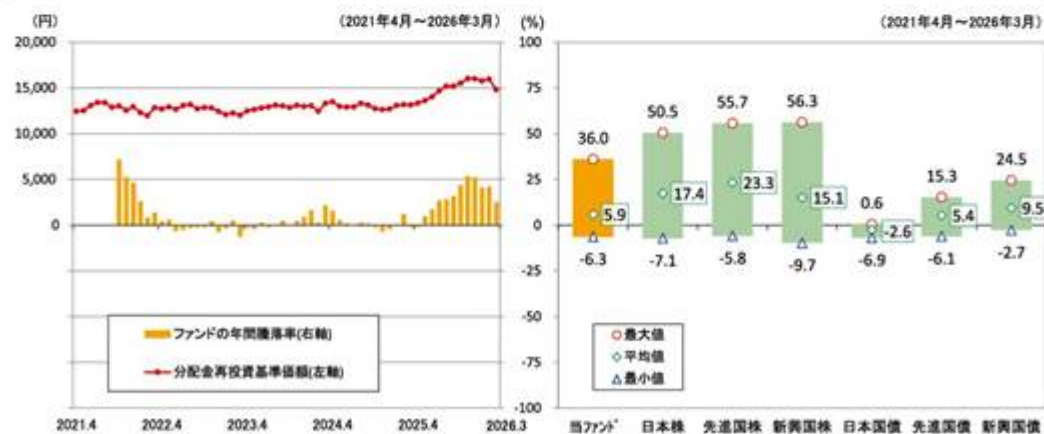 (円) (2021年4月～2026年3月)
20,000
15,000
10,000
5,000
0
ファンドの年間騰落率(右軸)
分配金再投資基準価額(左軸)
2021.4 2022.4 2023.4 2024.4 2025.4 2026.3
(%) (2021年4月～2026年3月)
100
75
50
25
0
-25
-50
-75
-100
36.0 50.5 55.7 56.3 0.6 15.3 24.5
5.9 17.4 23.3 15.1 -2.6 5.4 9.5
-6.3 -7.1 -5.8 -9.7 -6.9 -6.1 -2.7
最大値
平均値
最小値
当ファンド 日本株 先進国株 新興国株 日本国債 先進国債 新興国債